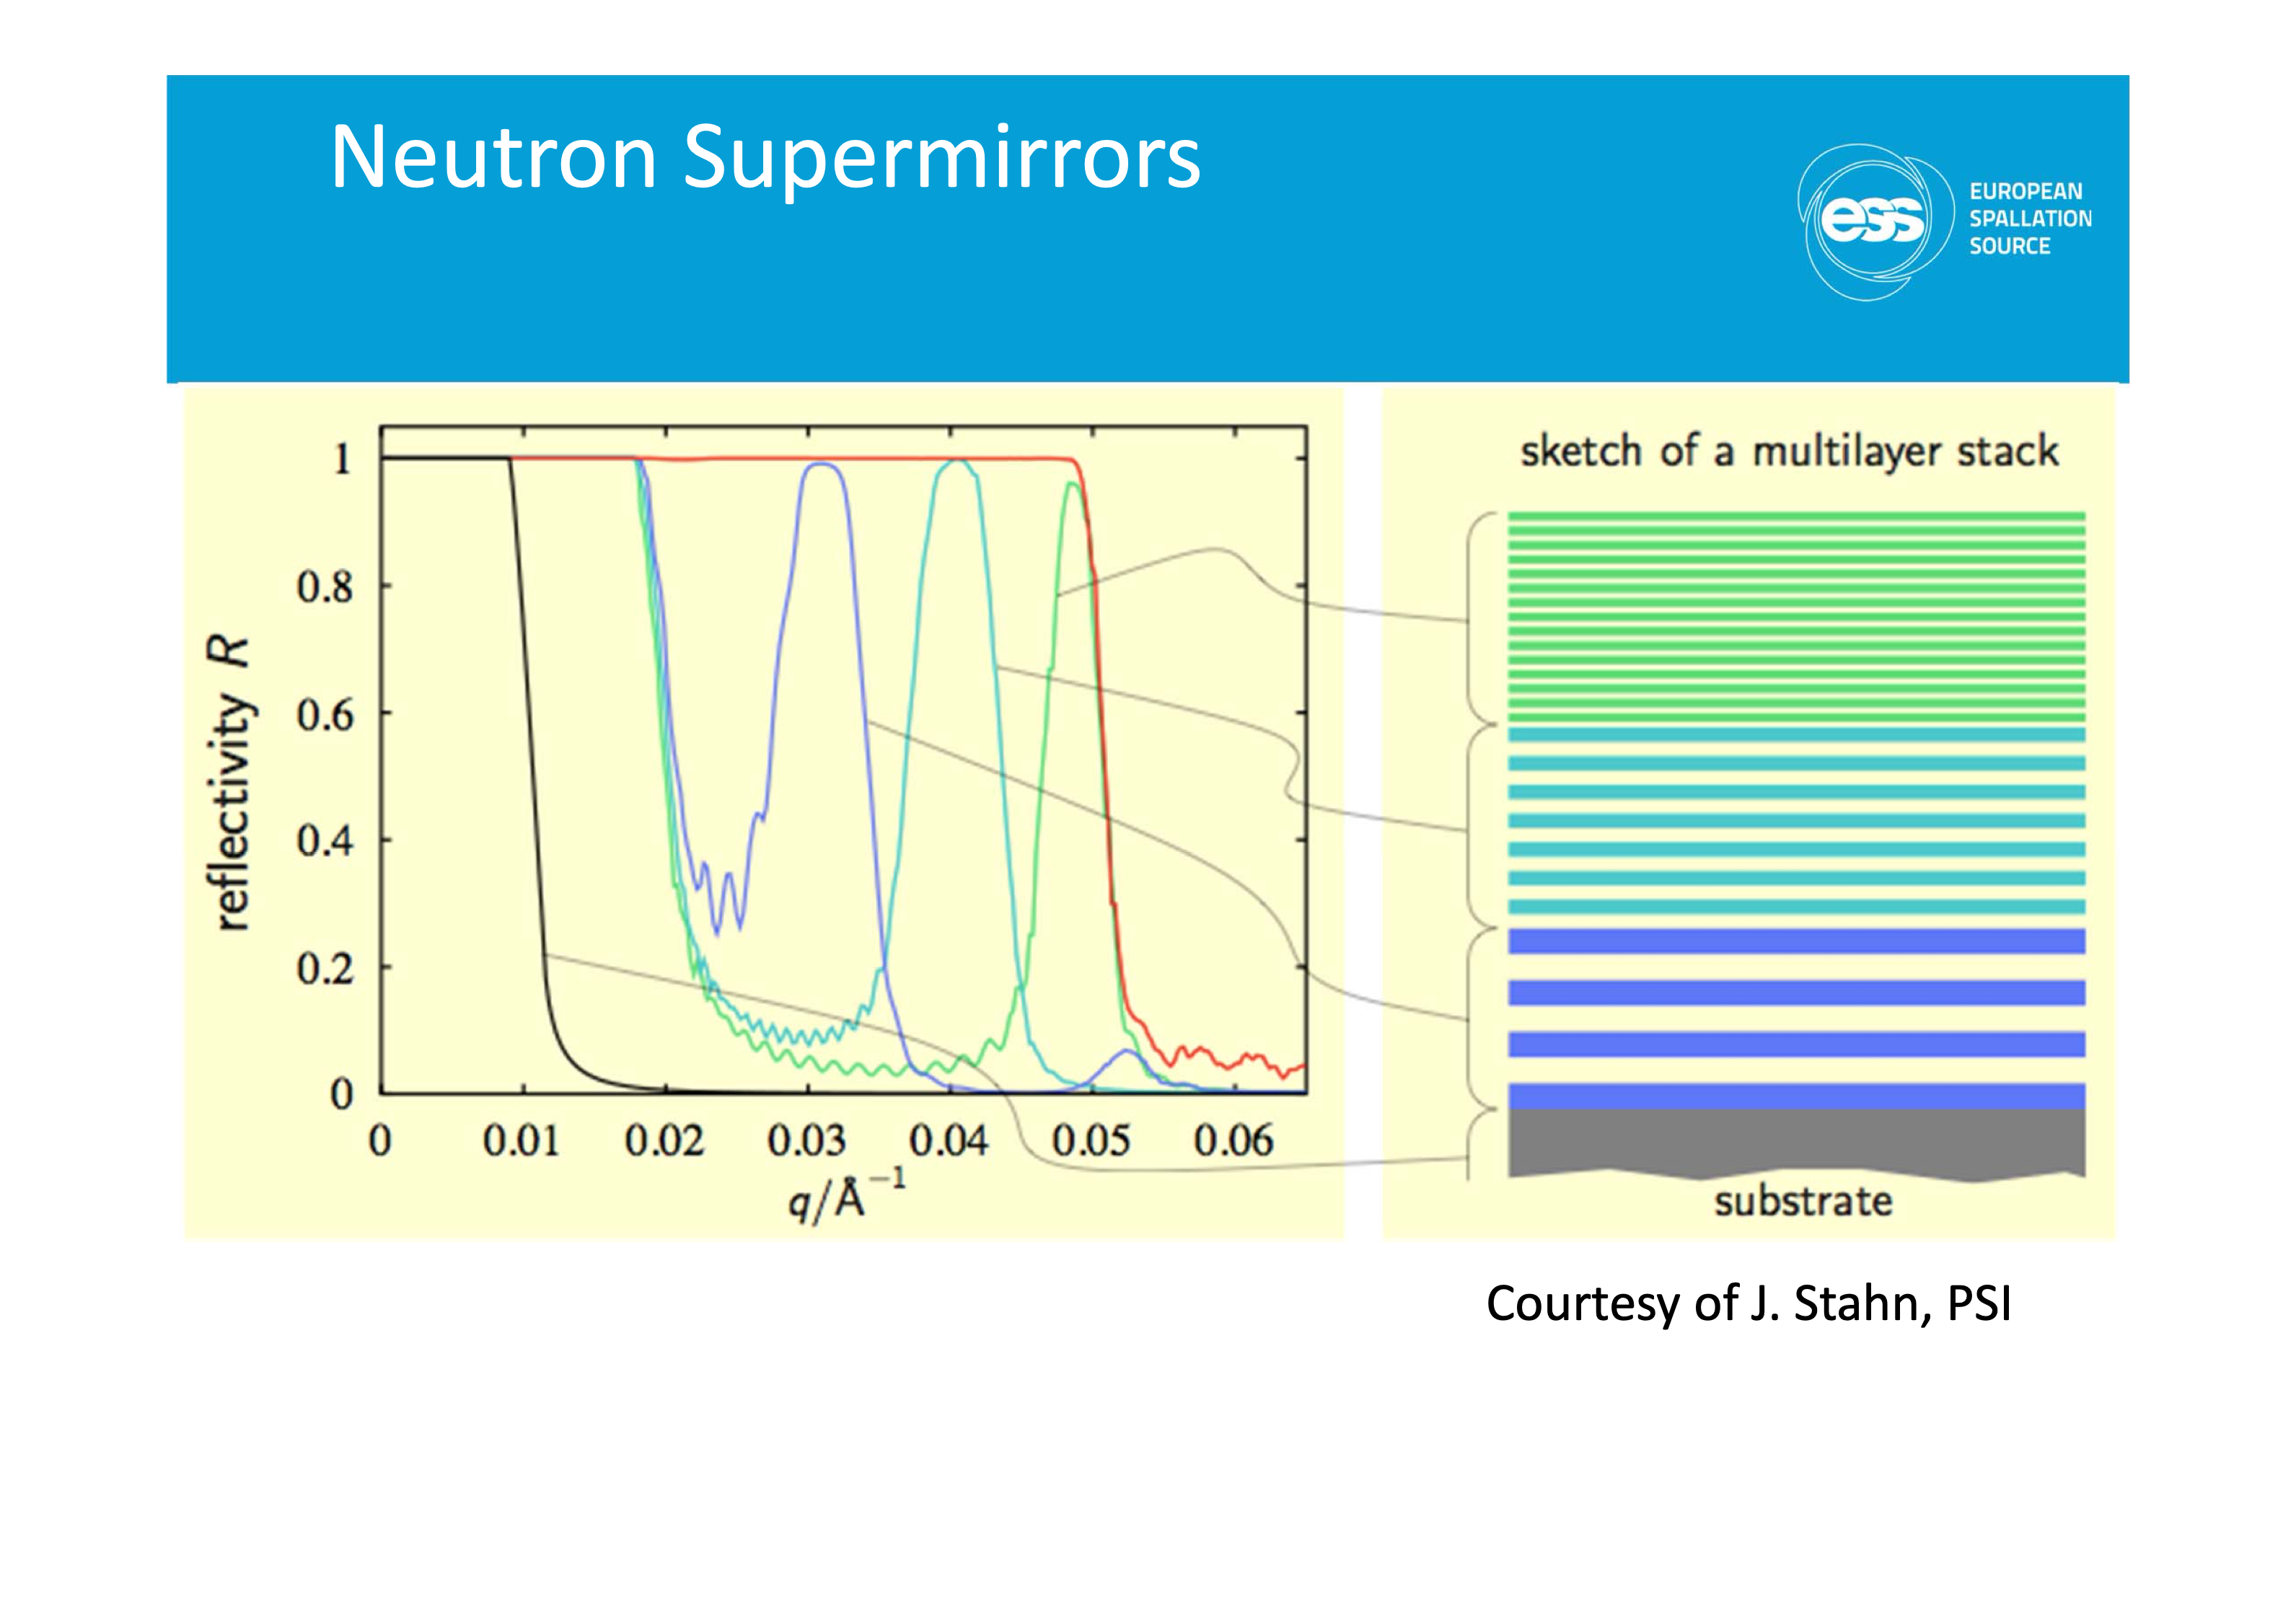 Neutron Supermirrors
ess
EUROPEAN
SPALLATION
SOURCE
1
0.8
0.6
0.4
0.2
0
reflectivity R
0 0.01 0.02 0.03 0.04 0.05 0.06
q/Å⁻¹
sketch of a multilayer stack
substrate
Courtesy of J. Stahn, PSI